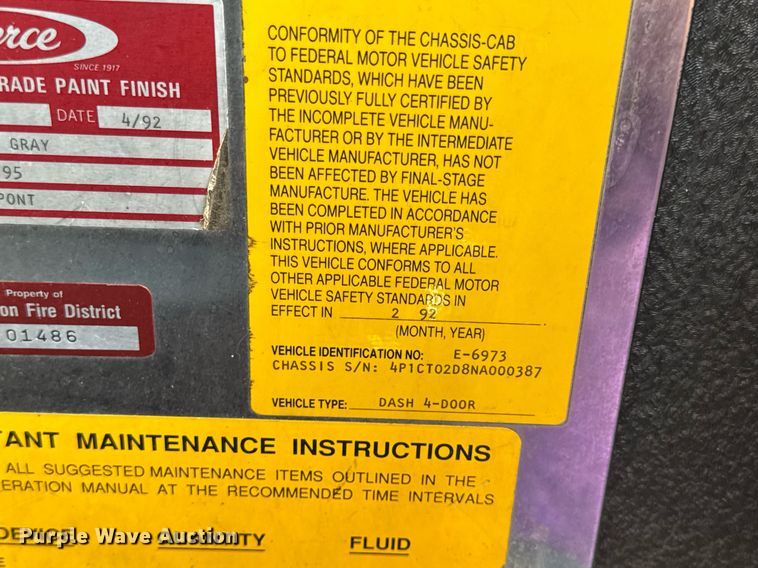 erce
SINCE 1917
RADE PAINT FINISH
DATE 4/92
GRAY
95
PONT
Property of
on Fire District
01486
CONFORMITY OF THE CHASSIS-CAB
TO FEDERAL MOTOR VEHICLE SAFETY
STANDARDS, WHICH HAVE BEEN
PREVIOUSLY FULLY CERTIFIED BY
THE INCOMPLETE VEHICLE MANU-
FACTURER OR BY THE INTERMEDIATE
VEHICLE MANUFACTURER, HAS NOT
BEEN AFFECTED BY FINAL-STAGE
MANUFACTURE. THE VEHICLE HAS
BEEN COMPLETED IN ACCORDANCE
WITH PRIOR MANUFACTURER'S
INSTRUCTIONS, WHERE APPLICABLE.
THIS VEHICLE CONFORMS TO ALL
OTHER APPLICABLE FEDERAL MOTOR
VEHICLE SAFETY STANDARDS IN
EFFECT IN 2 92
(MONTH, YEAR)
VEHICLE IDENTIFICATION NO: E-6973
CHASSIS S/N: 4P1CT02D8NA000387
VEHICLE TYPE: DASH 4-DOOR
TANT MAINTENANCE INSTRUCTIONS
ALL SUGGESTED MAINTENANCE ITEMS OUTLINED IN THE
ERATION MANUAL AT THE RECOMMENDED TIME INTERVALS
FLUID
Purple Wave Auction